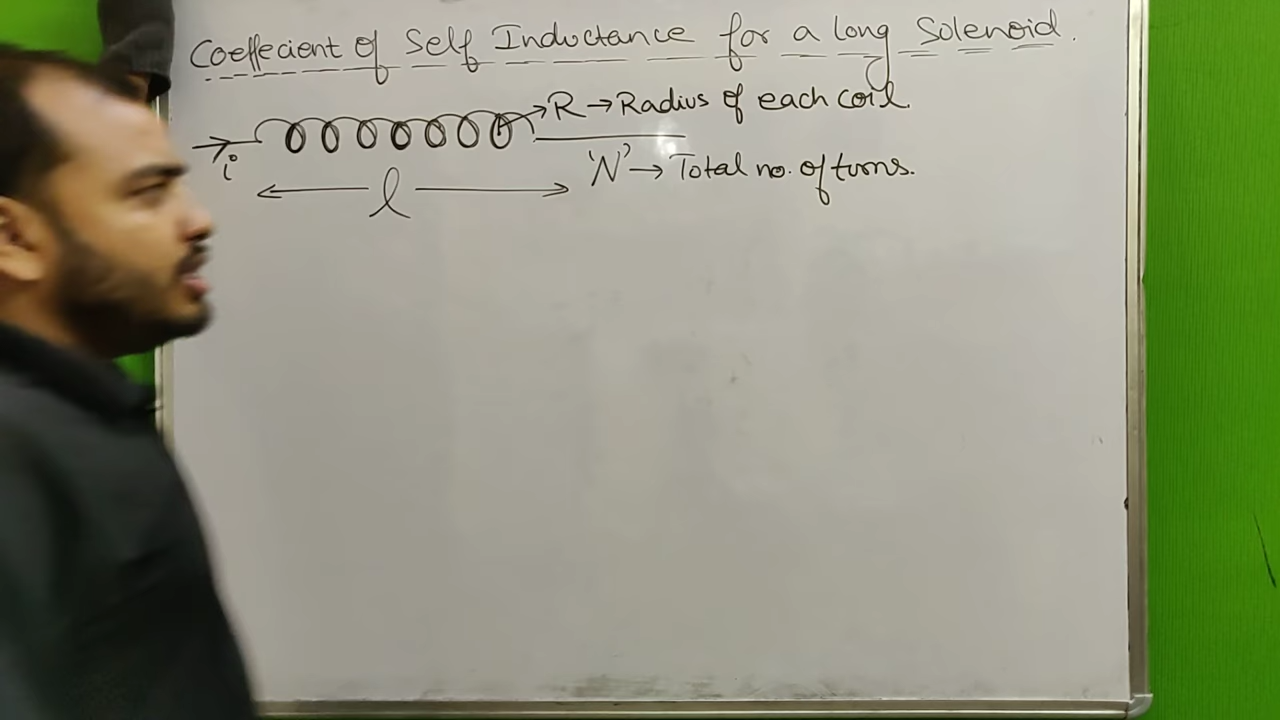 Coeffecient of Self Inductance for a long Solenoid.
R → Radius of each coil.
i
'N' → Total no. of turns.
l